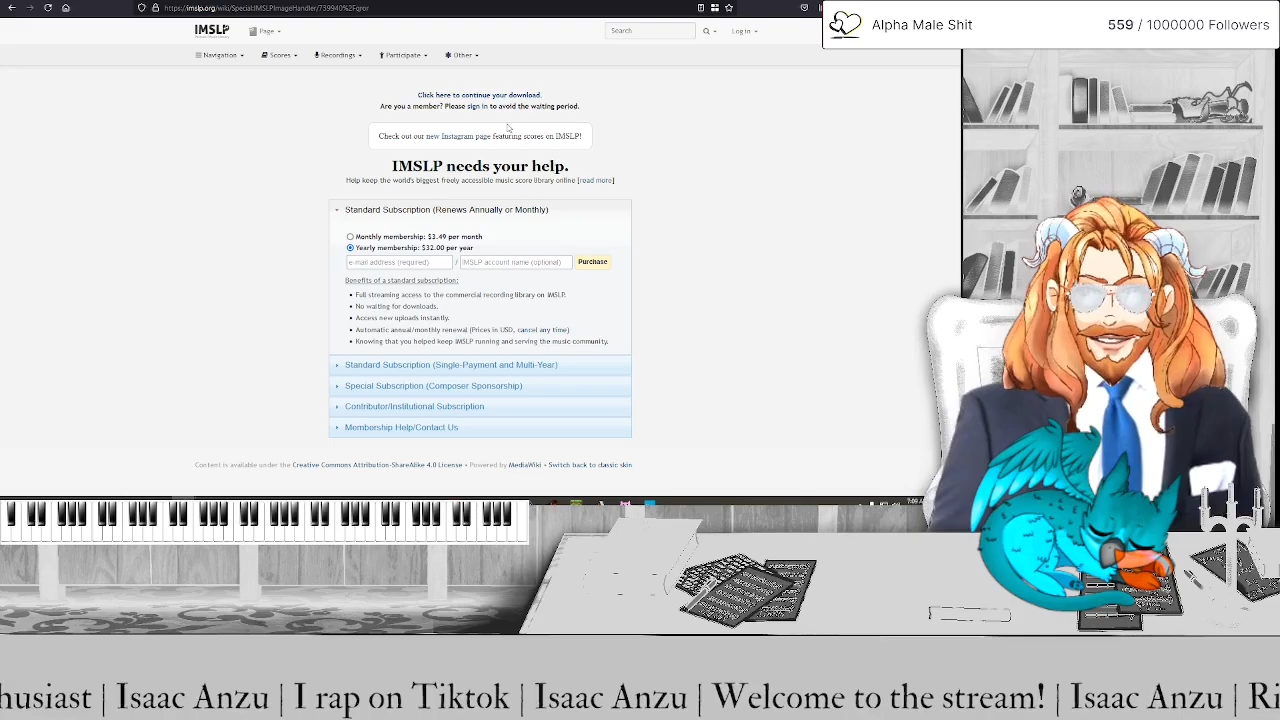 https://imslp.org/wiki/Special:IMSLPImageHandler/739940%2Fqror
Alpha Male Shit
559 / 1000000 Followers
IMSLP
Page
Search
Log in
Navigation
Scores
Recordings
Participate
Other
Click here to continue your download.
Are you a member? Please sign in to avoid the waiting period.
Check out our new Instagram page featuring scores on IMSLP!
IMSLP needs your help.
Help keep the world's biggest freely accessible music score library online [read more]
Standard Subscription (Renews Annually or Monthly)
Monthly membership: $3.49 per month
Yearly membership: $32.00 per year
e-mail address (required) / IMSLP account name (optional) Purchase
Benefits of a standard subscription:
Full streaming access to the commercial recording library on IMSLP.
No waiting for downloads.
Access new uploads instantly.
Automatic annual/monthly renewal (Prices in USD, cancel any time)
Knowing that you helped keep IMSLP running and serving the music community.
Standard Subscription (Single-Payment and Multi-Year)
Special Subscription (Composer Sponsorship)
Contributor/Institutional Subscription
Membership Help/Contact Us
Content is available under the Creative Commons Attribution-ShareAlike 4.0 License • Powered by MediaWiki • Switch back to classic skin
husiast | Isaac Anzu | I rap on Tiktok | Isaac Anzu | Welcome to the stream! | Isaac Anzu | Ri